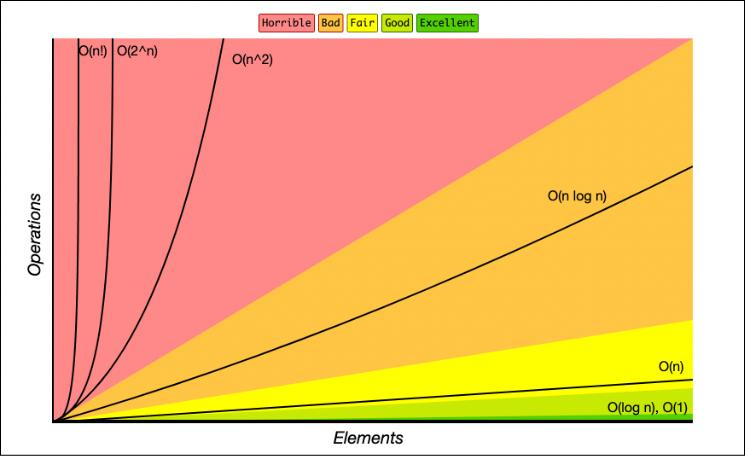 Horrible Bad Fair Good Excellent
O(n!) O(2^n)
O(n^2)
O(n log n)
O(n)
O(log n), O(1)
Operations
Elements